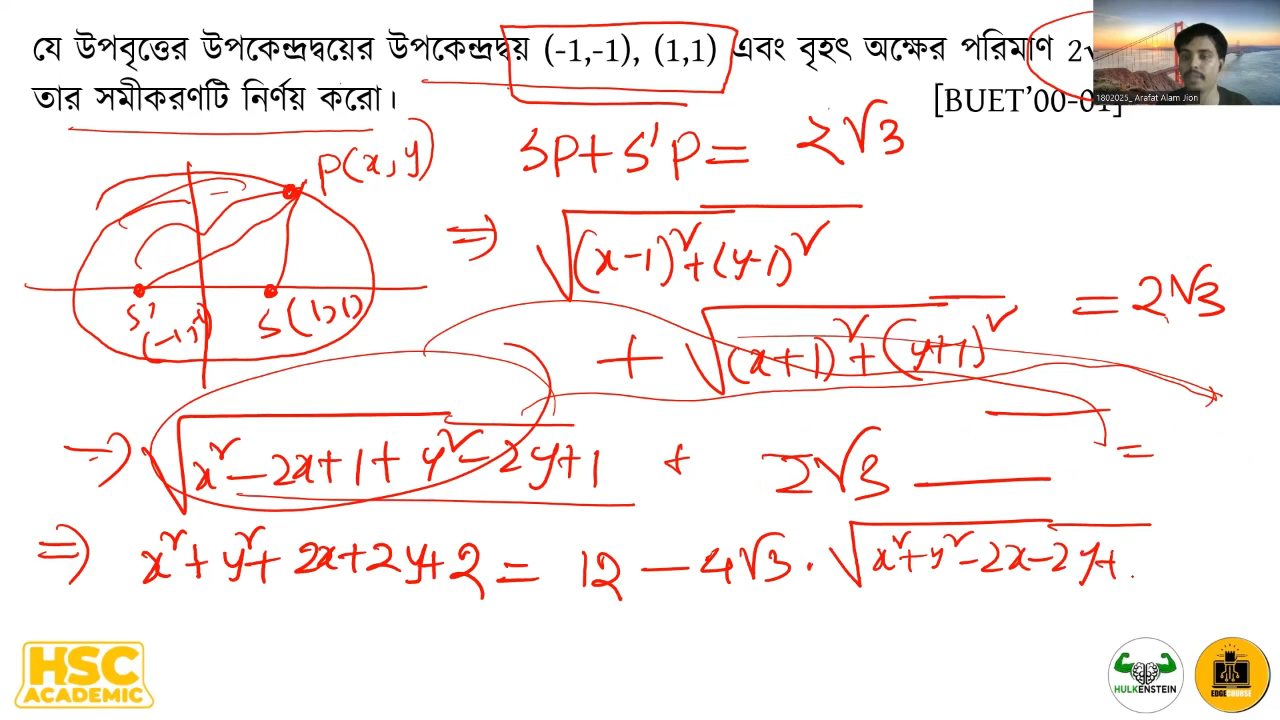 যে উপবৃত্তের উপকেন্দ্রদ্বয়ের উপকেন্দ্রদ্বয় (-1,-1), (1,1) এবং বৃহৎ অক্ষের পরিমাণ 2
তার সমীকরণটি নির্ণয় করো। [BUET’00-01]
1802025_ Arafat Alam Jion
P(x, y)
S'
(-1,-1)
S(1,1)
SP + S'P = 2√3
⇒ √(x-1)² + (y-1)²
+ √(x+1)² + (y+1)² = 2√3
⇒ √x² - 2x + 1 + y² - 2y + 1 + 2√3 =
⇒ x² + y² + 2x + 2y + 2 = 12 - 4√3 . √x² + y² - 2x - 2y +
HSC
ACADEMIC
HULKENSTEIN
EDGECOURSE